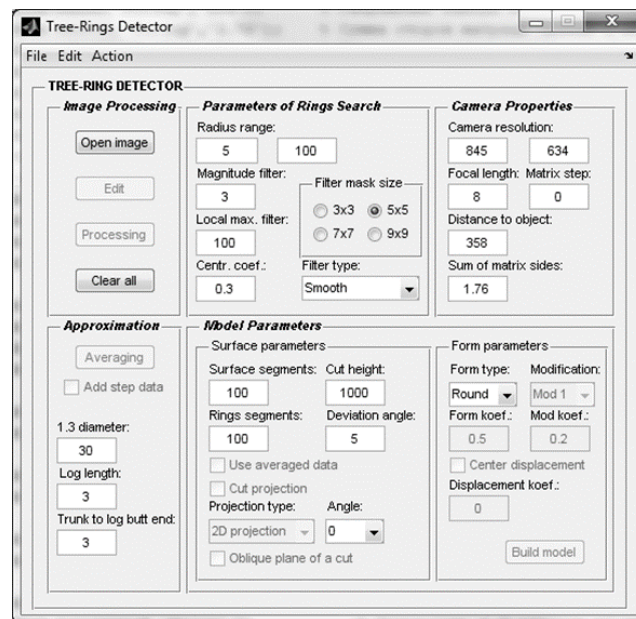 Tree-Rings Detector
File Edit Action
TREE-RING DETECTOR
Image Processing
Open image
Edit
Processing
Clear all
Parameters of Rings Search
Radius range:
5 100
Magnitude filter:
3
Filter mask size
3x3 5x5
7x7 9x9
Local max. filter:
100
Centr. coef.: Filter type:
0.3 Smooth
Camera Properties
Camera resolution:
845 634
Focal length: Matrix step:
8 0
Distance to object:
358
Sum of matrix sides:
1.76
Approximation
Averaging
Add step data
1.3 diameter:
30
Log length:
3
Trunk to log butt end:
3
Model Parameters
Surface parameters
Surface segments: Cut height:
100 1000
Rings segments: Deviation angle:
100 5
Use averaged data
Cut projection
Projection type: Angle:
2D projection 0
Oblique plane of a cut
Form parameters
Form type: Modification:
Round Mod 1
Form koef.: Mod koef.:
0.5 0.2
Center displacement
Displacement koef.:
0
Build model